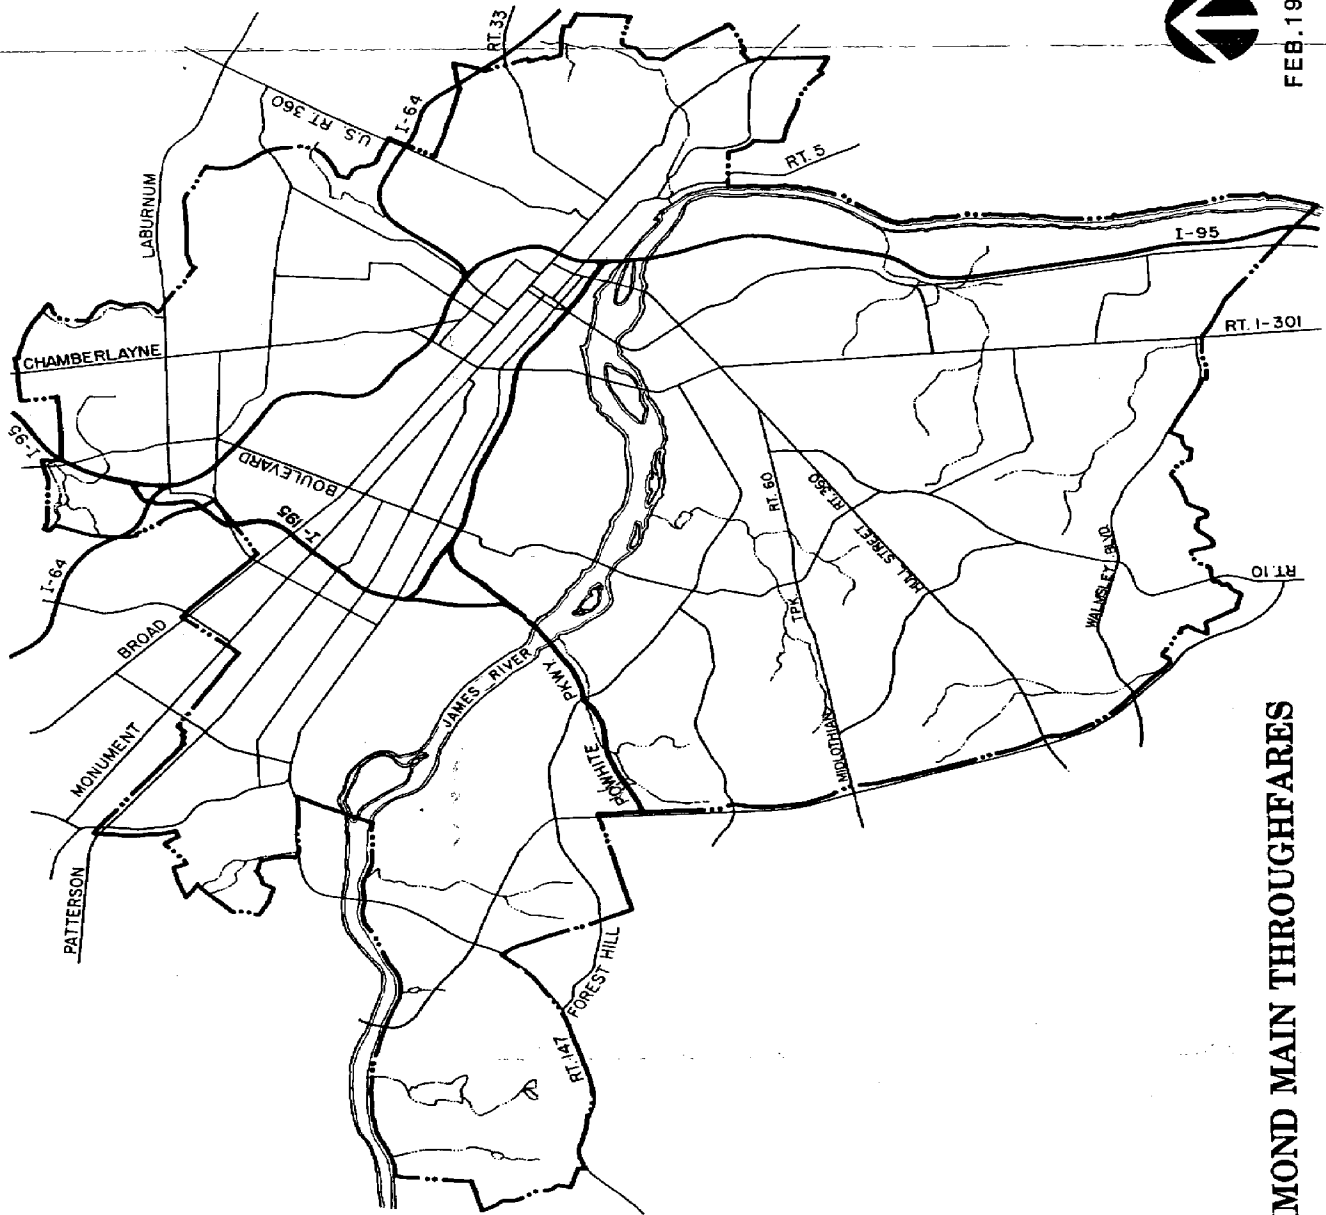 FEB.19
RT. 33
I-64
U.S. RT. 360
LABURNUM
RT. 5
I-95
RT. 1-301
CHAMBERLAYNE
I-95
BOULEVARD
I-195
RT. 60
RT. 360
HULL STREET
WALMSLEY BLVD.
RT. 10
I-64
BROAD
TPK.
JAMES RIVER
PKWY
POWHITE
MIDLOTHIAN
MONUMENT
PATTERSON
FOREST HILL
RT. 147
MOND MAIN THROUGHFARES